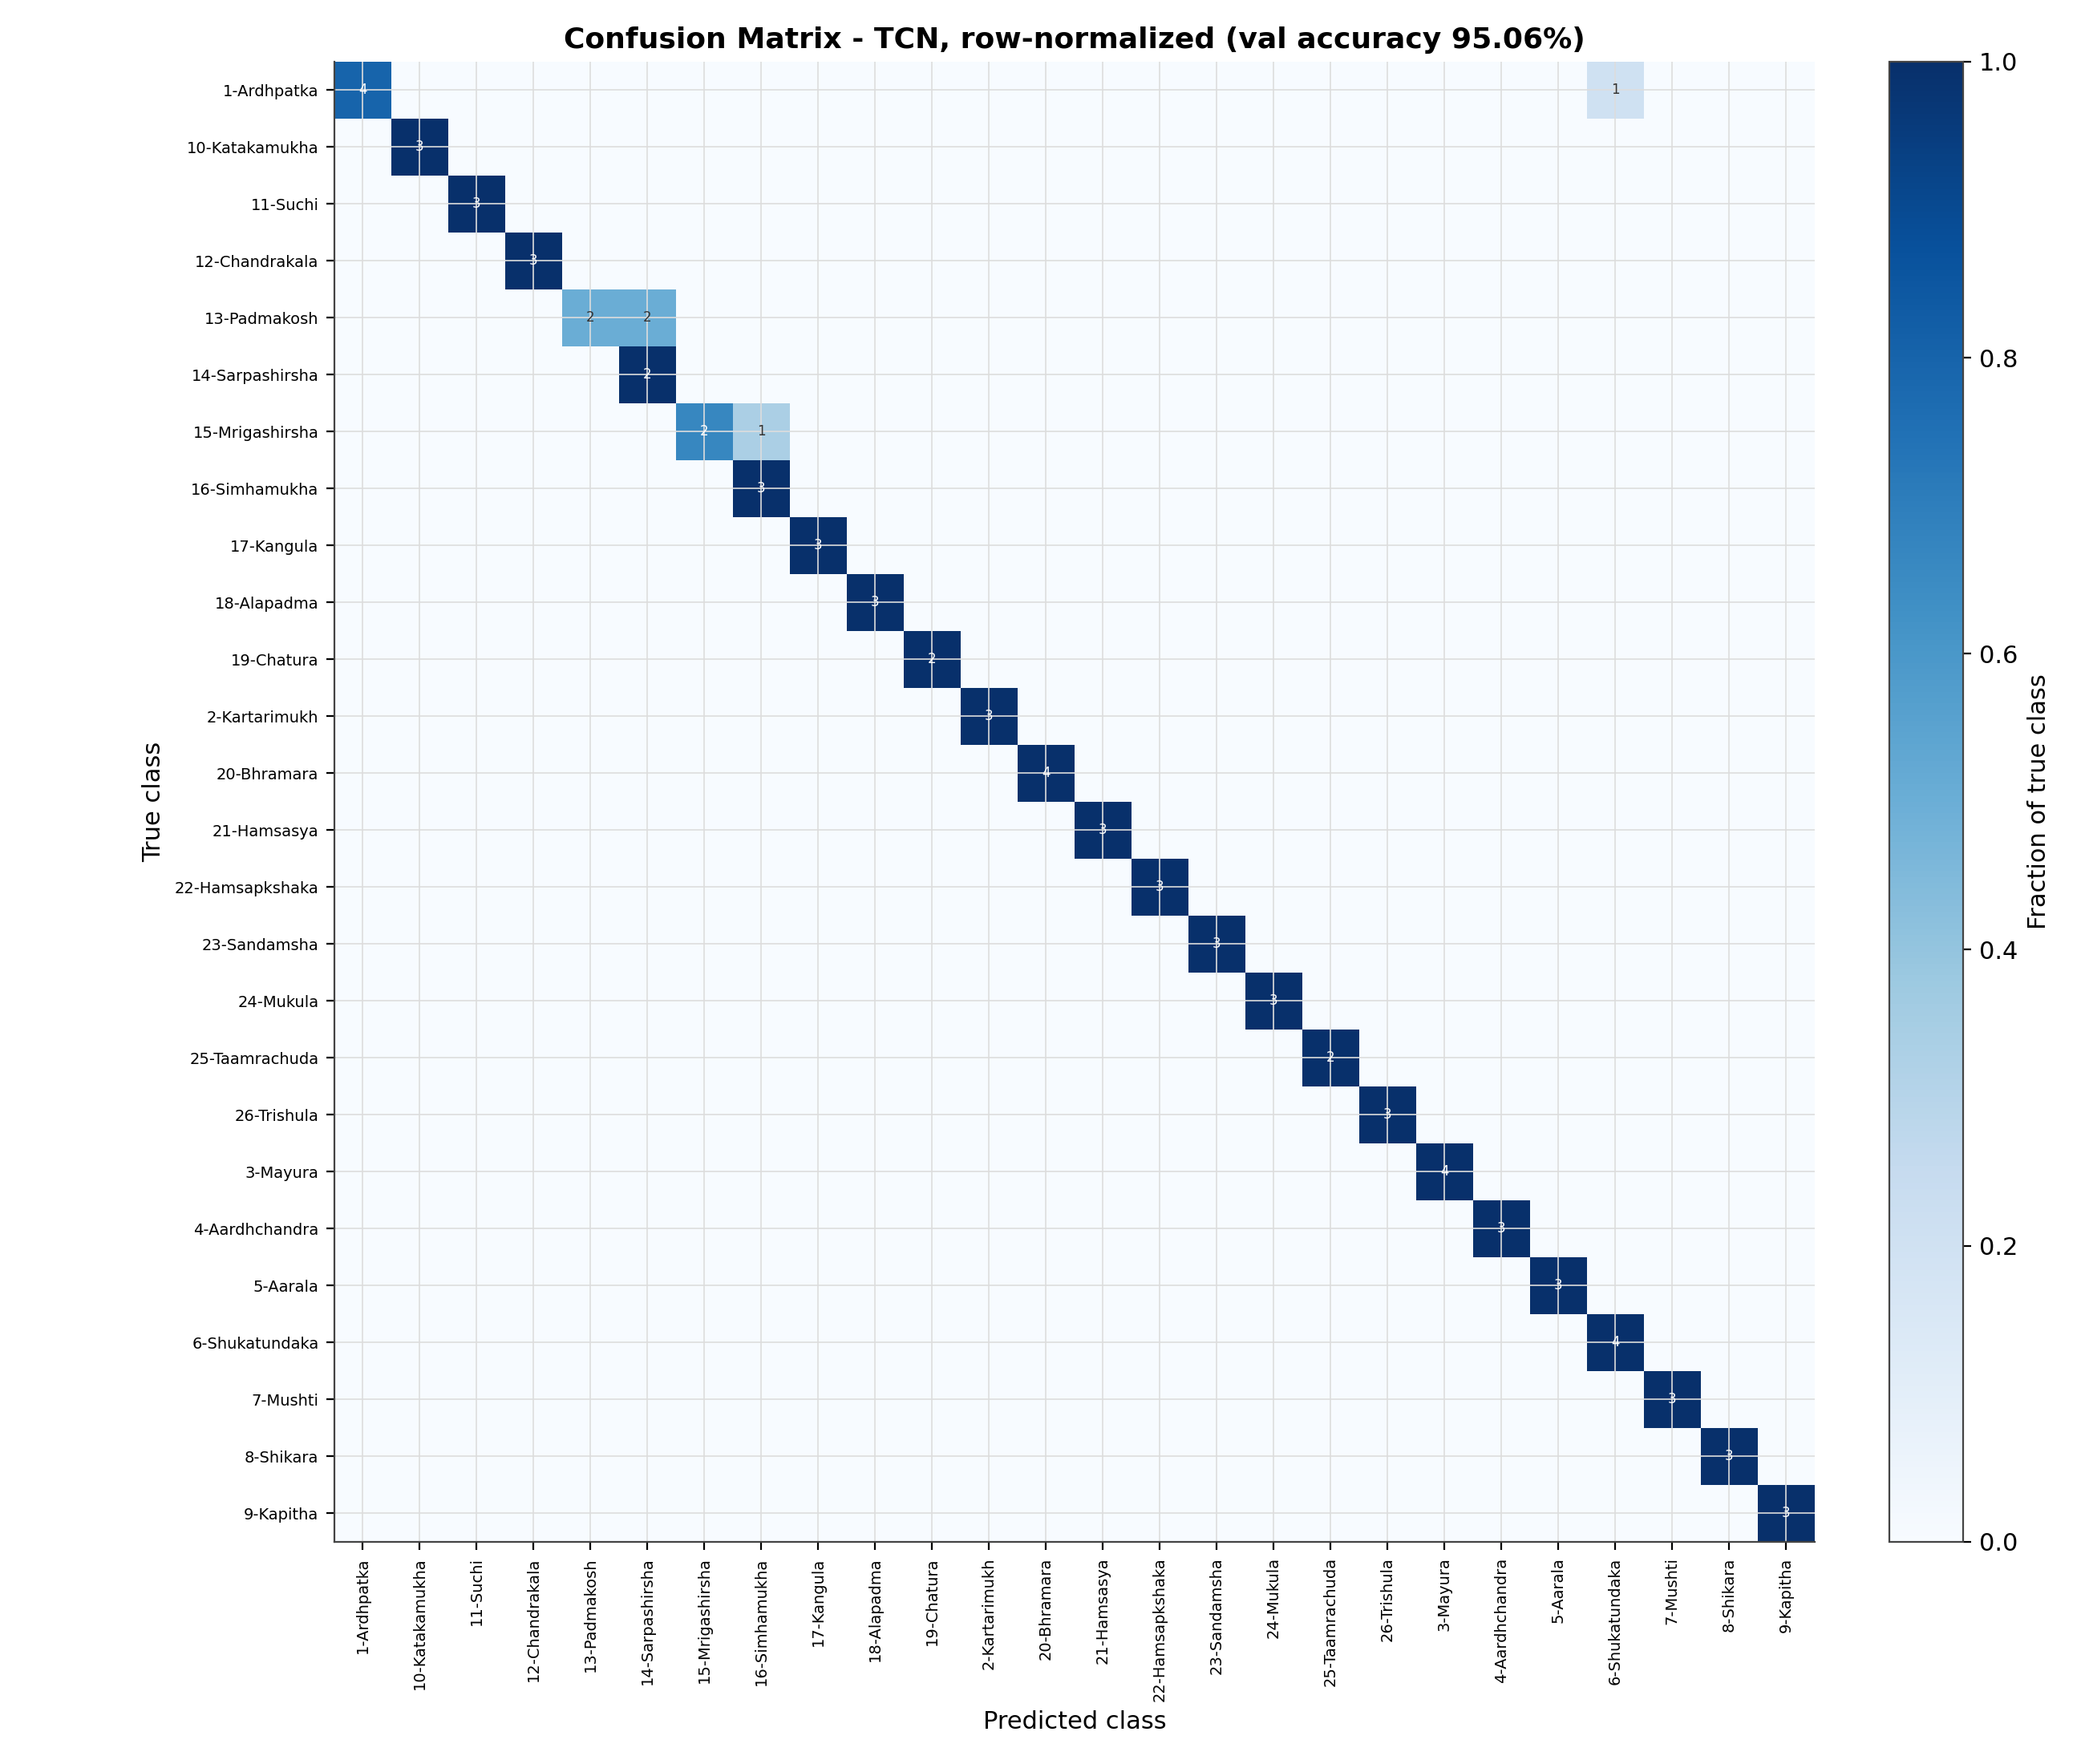 Confusion Matrix - TCN, row-normalized (val accuracy 95.06%)
1-Ardhpatka 4 1
10-Katakamukha 3
11-Suchi 3
12-Chandrakala 3
13-Padmakosh 2 2
14-Sarpashirsha 2
15-Mrigashirsha 2 1
16-Simhamukha 3
17-Kangula 3
18-Alapadma 3
19-Chatura 2
2-Kartarimukh 3
20-Bhramara 4
21-Hamsasya 3
22-Hamsapkshaka 3
23-Sandamsha 3
24-Mukula 3
25-Taamrachuda 2
26-Trishula 3
3-Mayura 4
4-Aardhchandra 3
5-Aarala 3
6-Shukatundaka 4
7-Mushti 3
8-Shikara 3
9-Kapitha 3
True class
1-Ardhpatka
10-Katakamukha
11-Suchi
12-Chandrakala
13-Padmakosh
14-Sarpashirsha
15-Mrigashirsha
16-Simhamukha
17-Kangula
18-Alapadma
19-Chatura
2-Kartarimukh
20-Bhramara
21-Hamsasya
22-Hamsapkshaka
23-Sandamsha
24-Mukula
25-Taamrachuda
26-Trishula
3-Mayura
4-Aardhchandra
5-Aarala
6-Shukatundaka
7-Mushti
8-Shikara
9-Kapitha
Predicted class
1.0
0.8
0.6
0.4
0.2
0.0
Fraction of true class